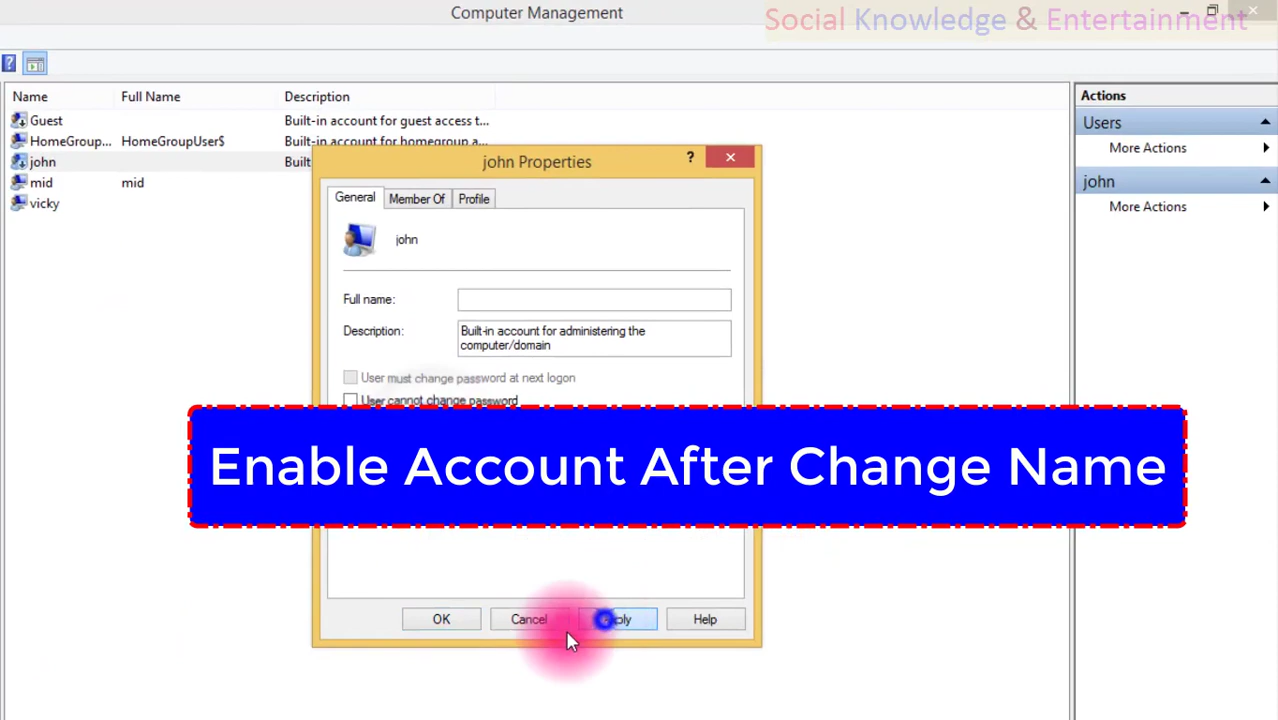 Computer Management
Social Knowledge & Entertainment
Name Full Name Description
Guest Built-in account for guest access t...
HomeGroup... HomeGroupUser$ Built-in account for homegroup a...
john Built
mid mid
vicky
Actions
Users
More Actions
john
More Actions
john Properties
General Member Of Profile
john
Full name:
Description: Built-in account for administering the
computer/domain
User must change password at next logon
User cannot change password
Enable Account After Change Name
OK Cancel Help